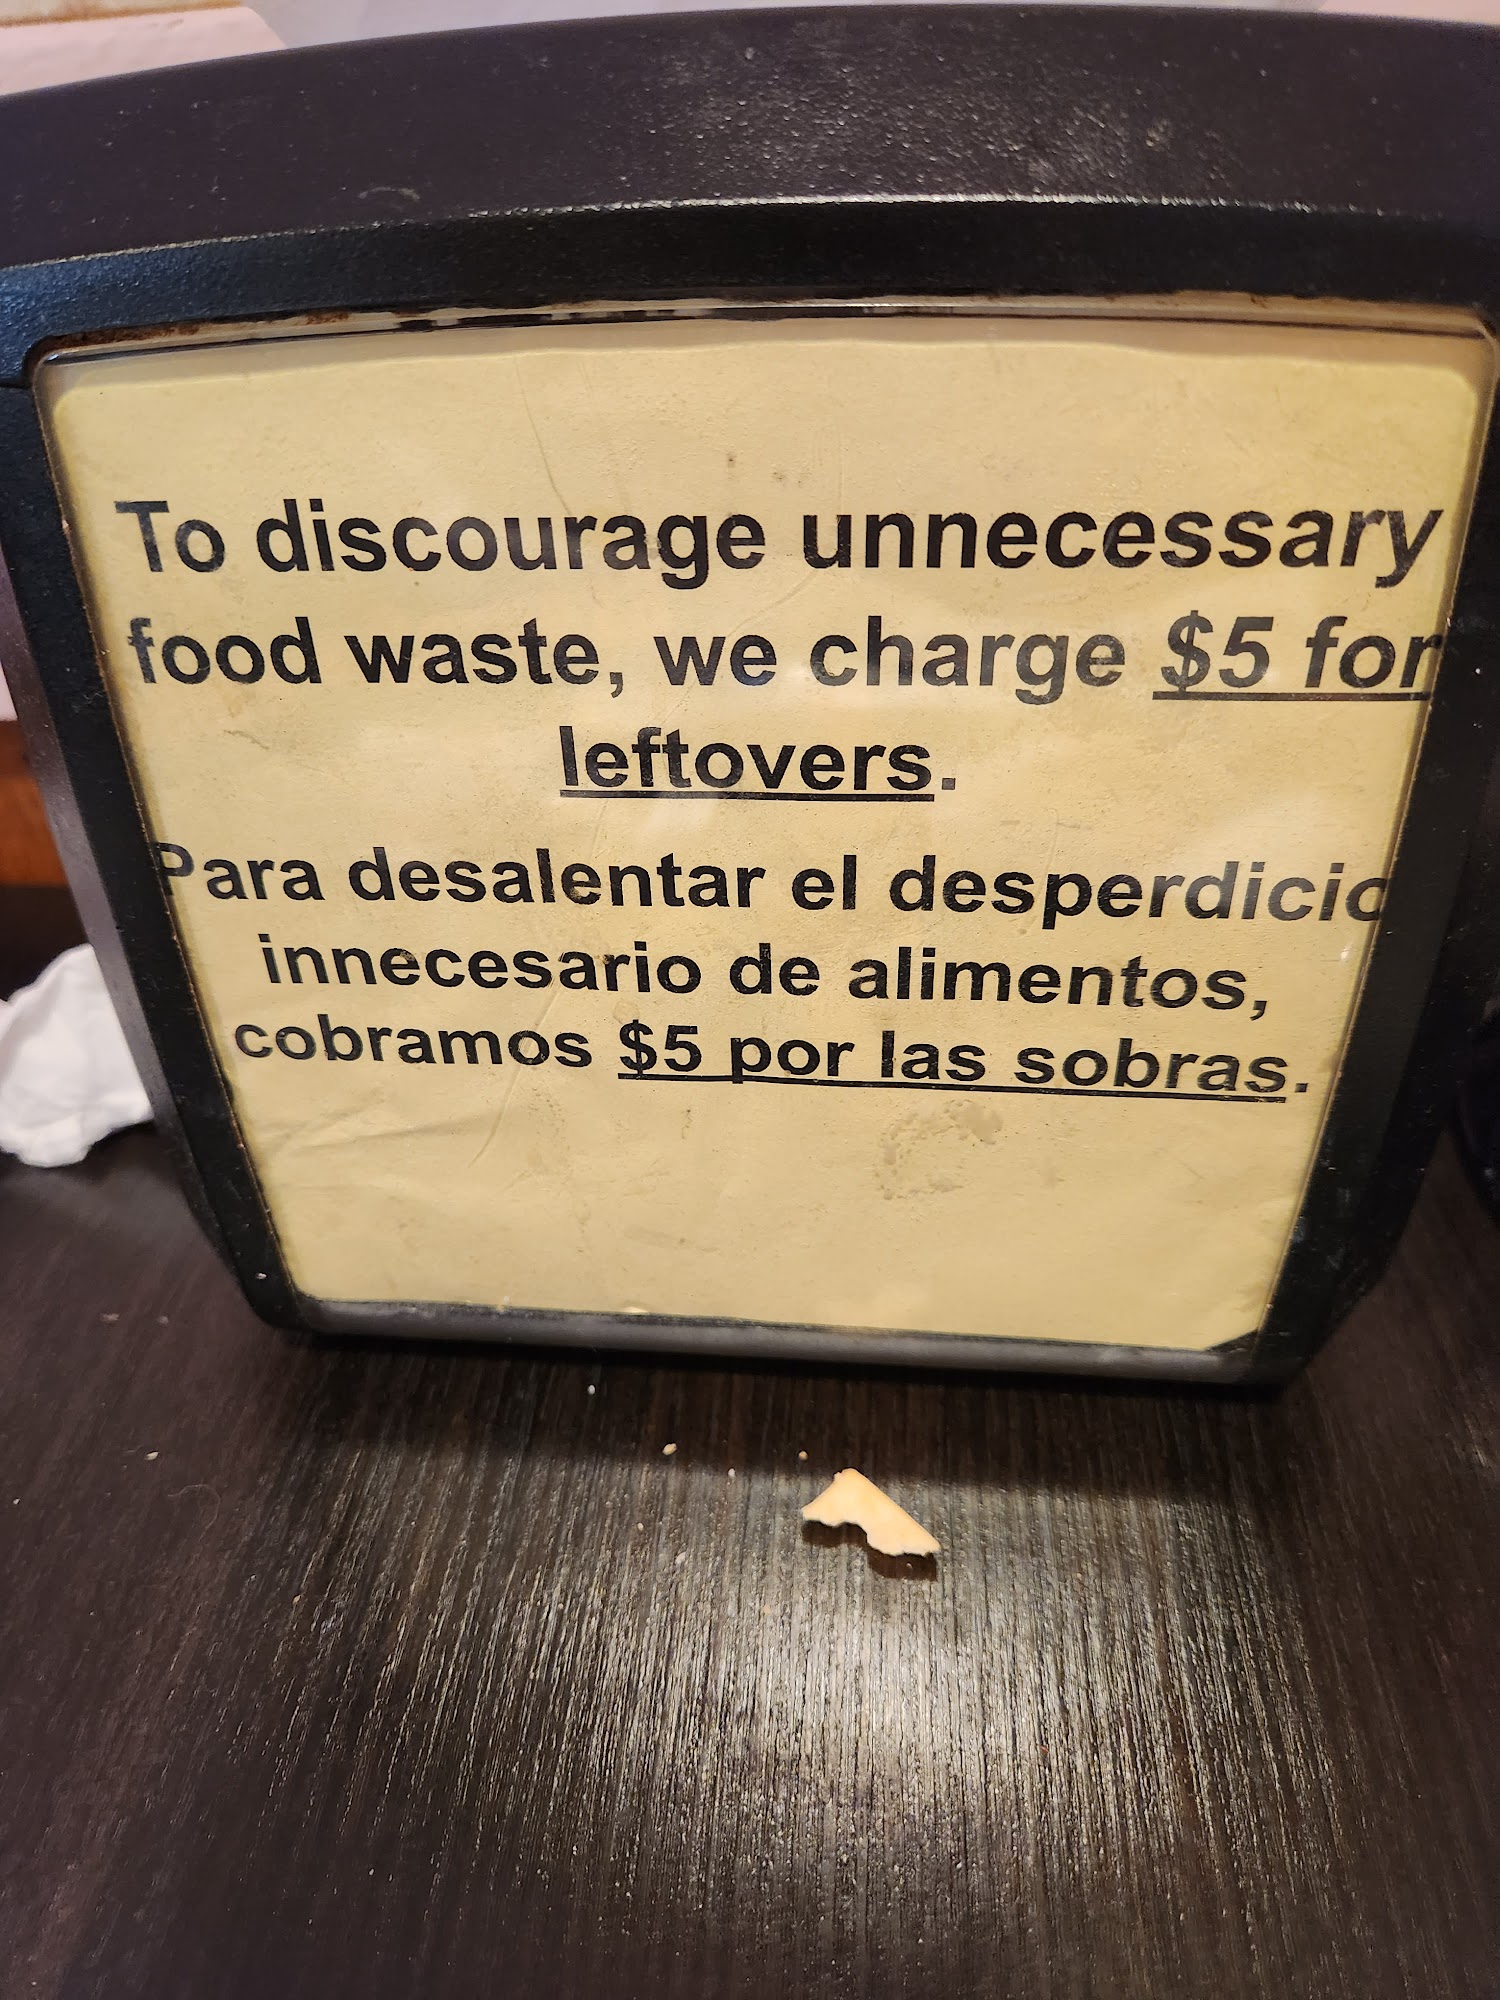 To discourage unnecessary
food waste, we charge $5 for
leftovers.
Para desalentar el desperdicio
innecesario de alimentos,
cobramos $5 por las sobras.